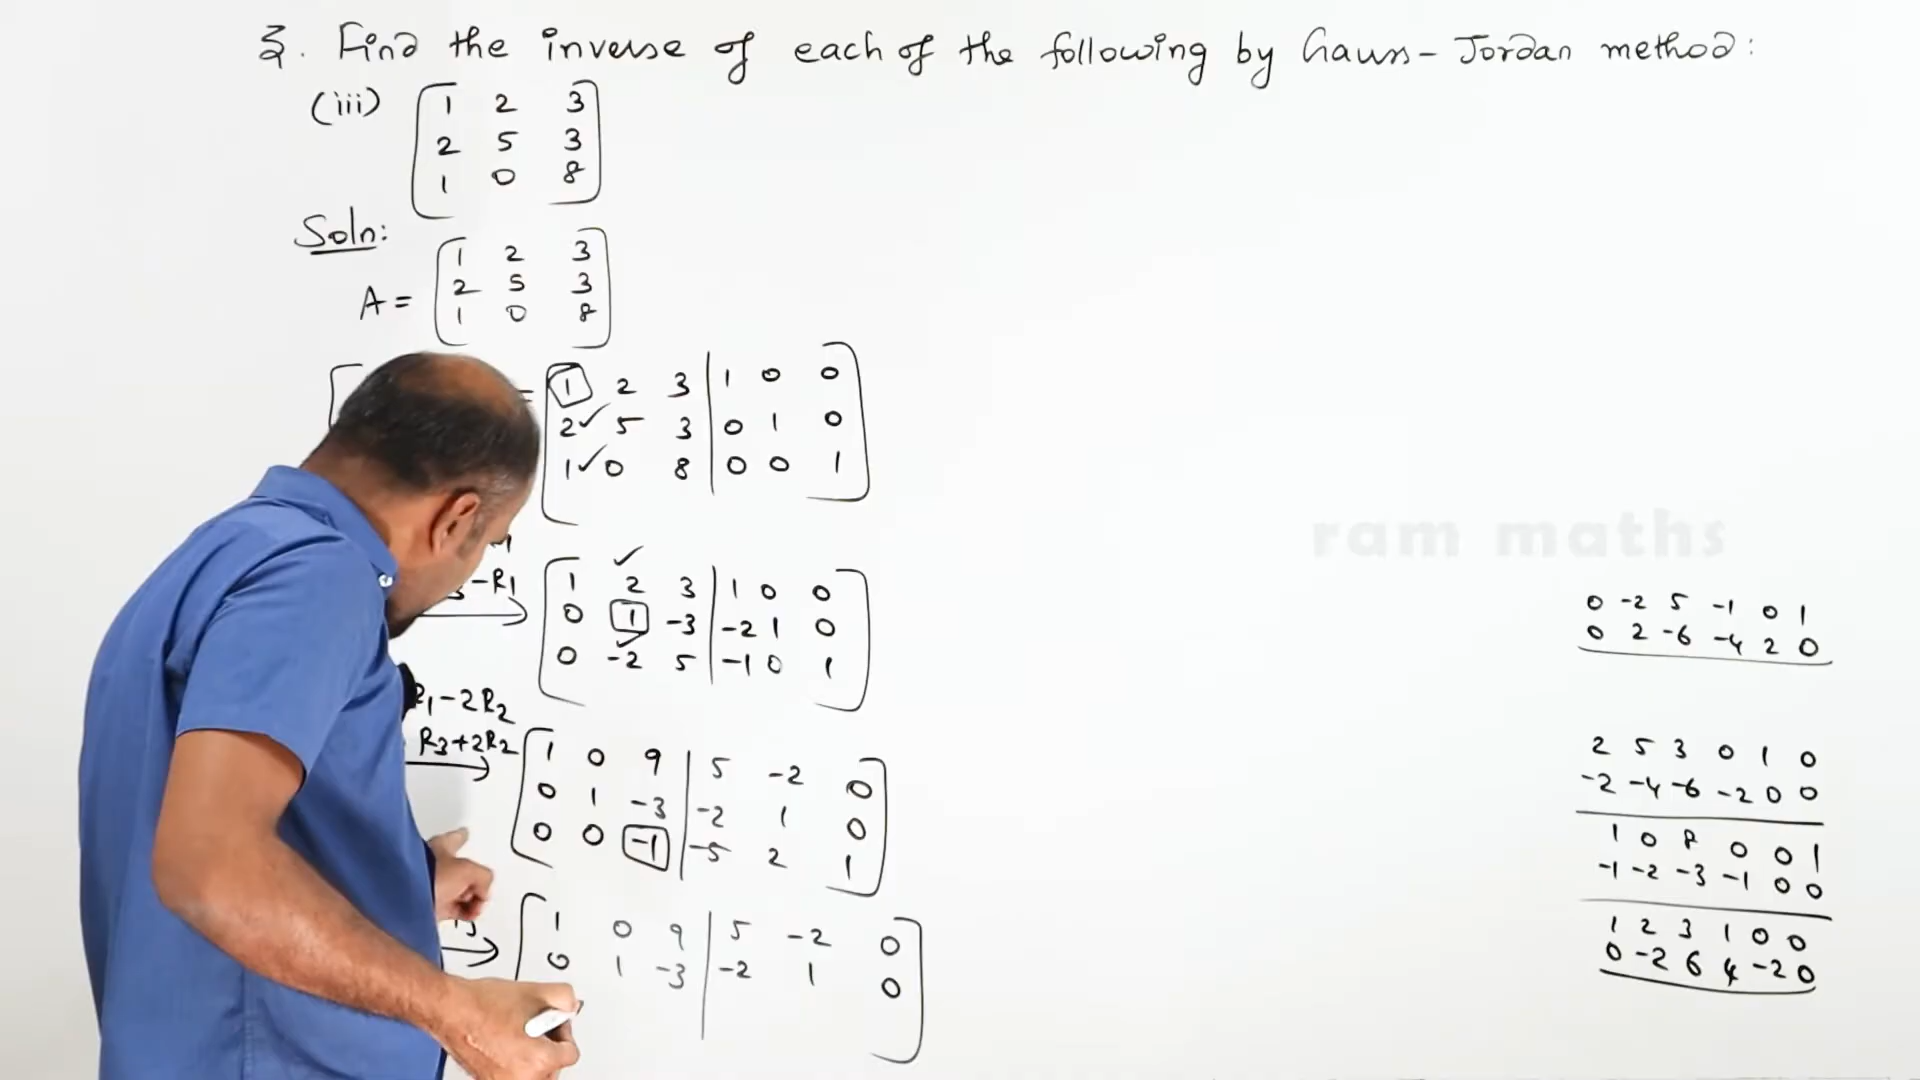 3. Find the inverse of each of the following by Gauss-Jordan method:
(iii) 1 2 3
2 5 3
1 0 8
Soln:
A = 1 2 3
2 5 3
1 0 8
= 1 2 3 | 1 0 0
2✓ 5 3 | 0 1 0
1✓ 0 8 | 0 0 1
-R1
✓
1 2 3 | 1 0 0
0 1 -3 | -2 1 0
✓
0 -2 5 | -1 0 1
R1-2R2
R3+2R2
1 0 9 | 5 -2 0
0 1 -3 | -2 1 0
0 0 -1 | -5 2 1
1 0 9 | 5 -2 0
0 1 -3 | -2 1 0
ram maths
0 -2 5 -1 0 1
0 2 -6 -4 2 0
2 5 3 0 1 0
-2 -4 -6 -2 0 0
1 0 8 0 0 1
-1 -2 -3 -1 0 0
1 2 3 1 0 0
0 -2 6 4 -2 0